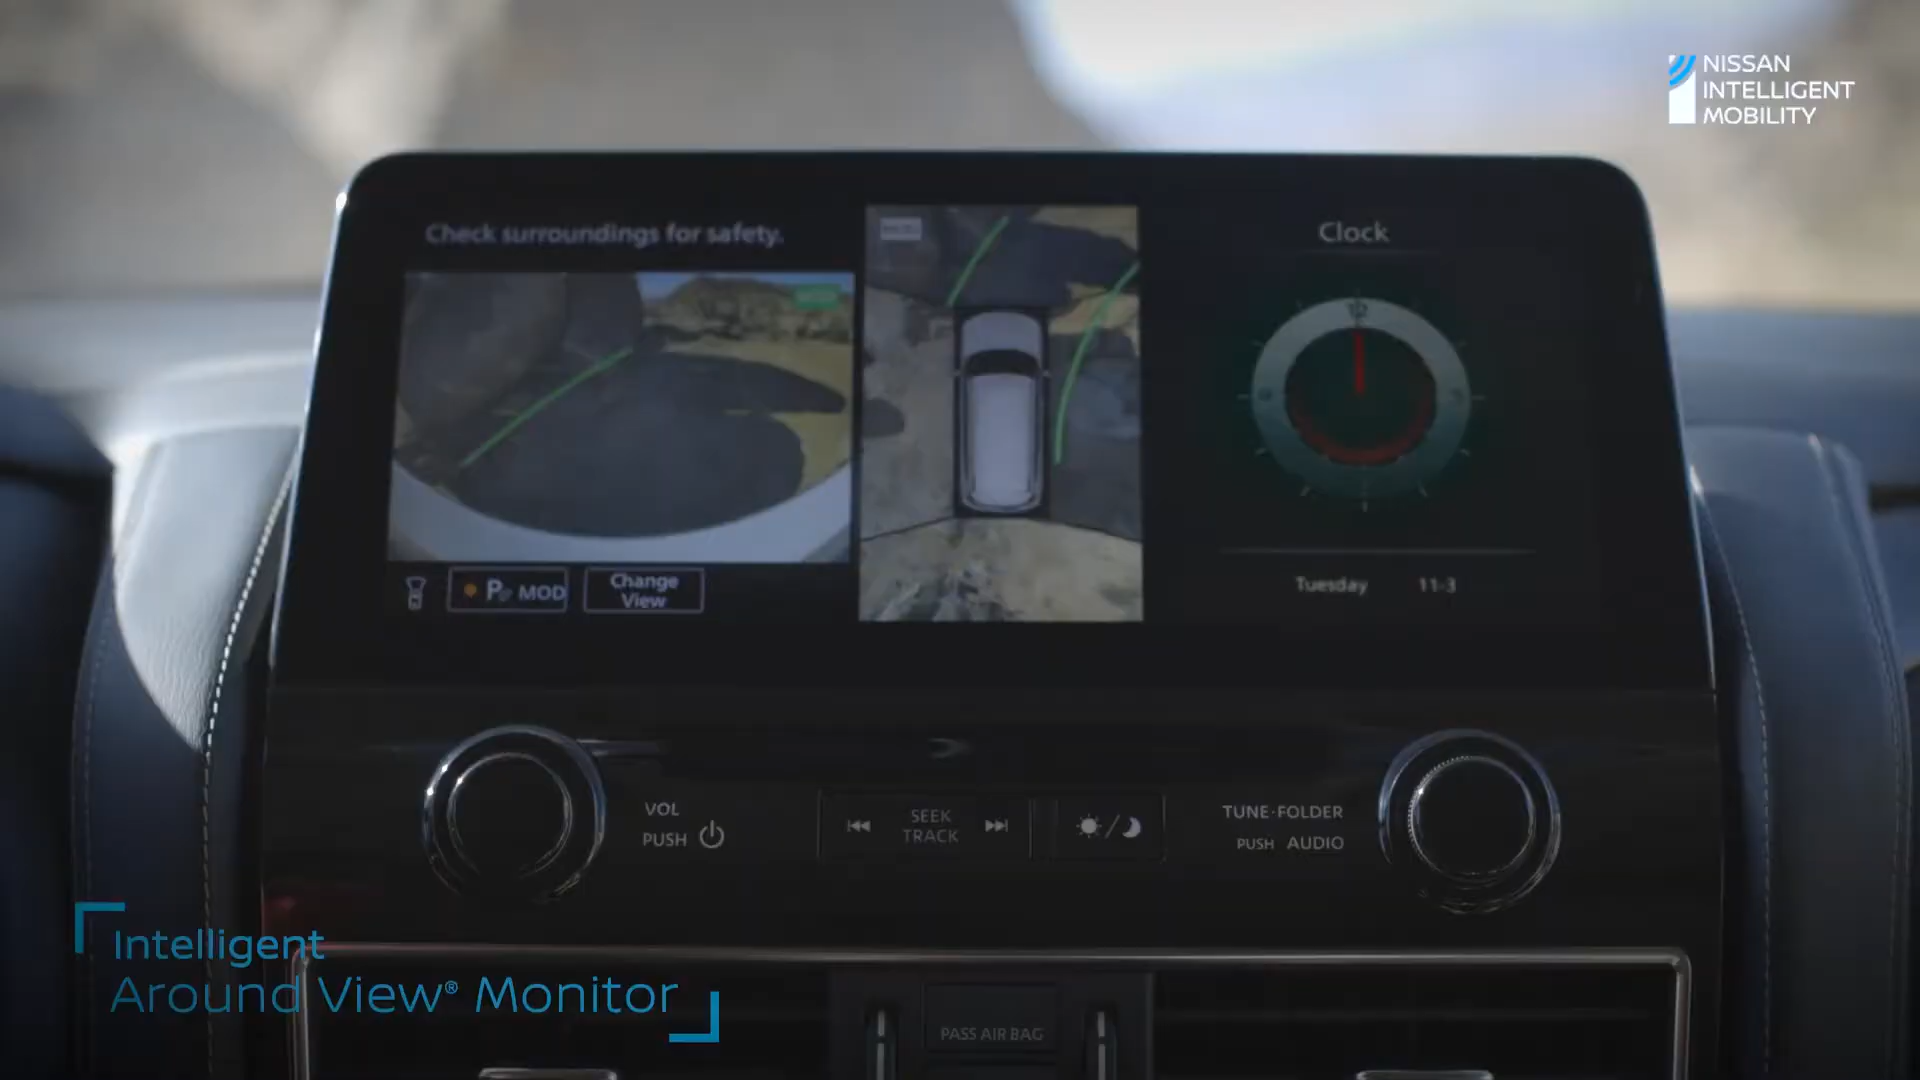 NISSAN
INTELLIGENT
MOBILITY
Check surroundings for safety.
Clock
12
P MOD
Change
View
Tuesday 11-3
VOL
PUSH
SEEK
TRACK
TUNE·FOLDER
PUSH AUDIO
PASS AIR BAG
Intelligent
Around View® Monitor